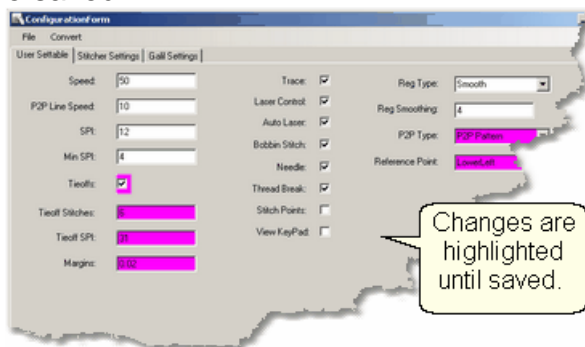 ConfigurationForm
File Convert
User Settable Stitcher Settings Galil Settings
Speed: 50
P2P Line Speed: 10
SPI: 12
Min SPI: 4
Tieoffs:
Tieoff Stitches: 5
Tieoff SPI: 31
Margins: 0.02
Trace:
Laser Control:
Auto Laser:
Bobbin Stitch:
Needle:
Thread Break:
Stitch Points:
View KeyPad:
Reg Type: Smooth
Reg Smoothing: 4
P2P Type: P2P Pattern
Reference Point: LowerLeft
Changes are
highlighted
until saved.